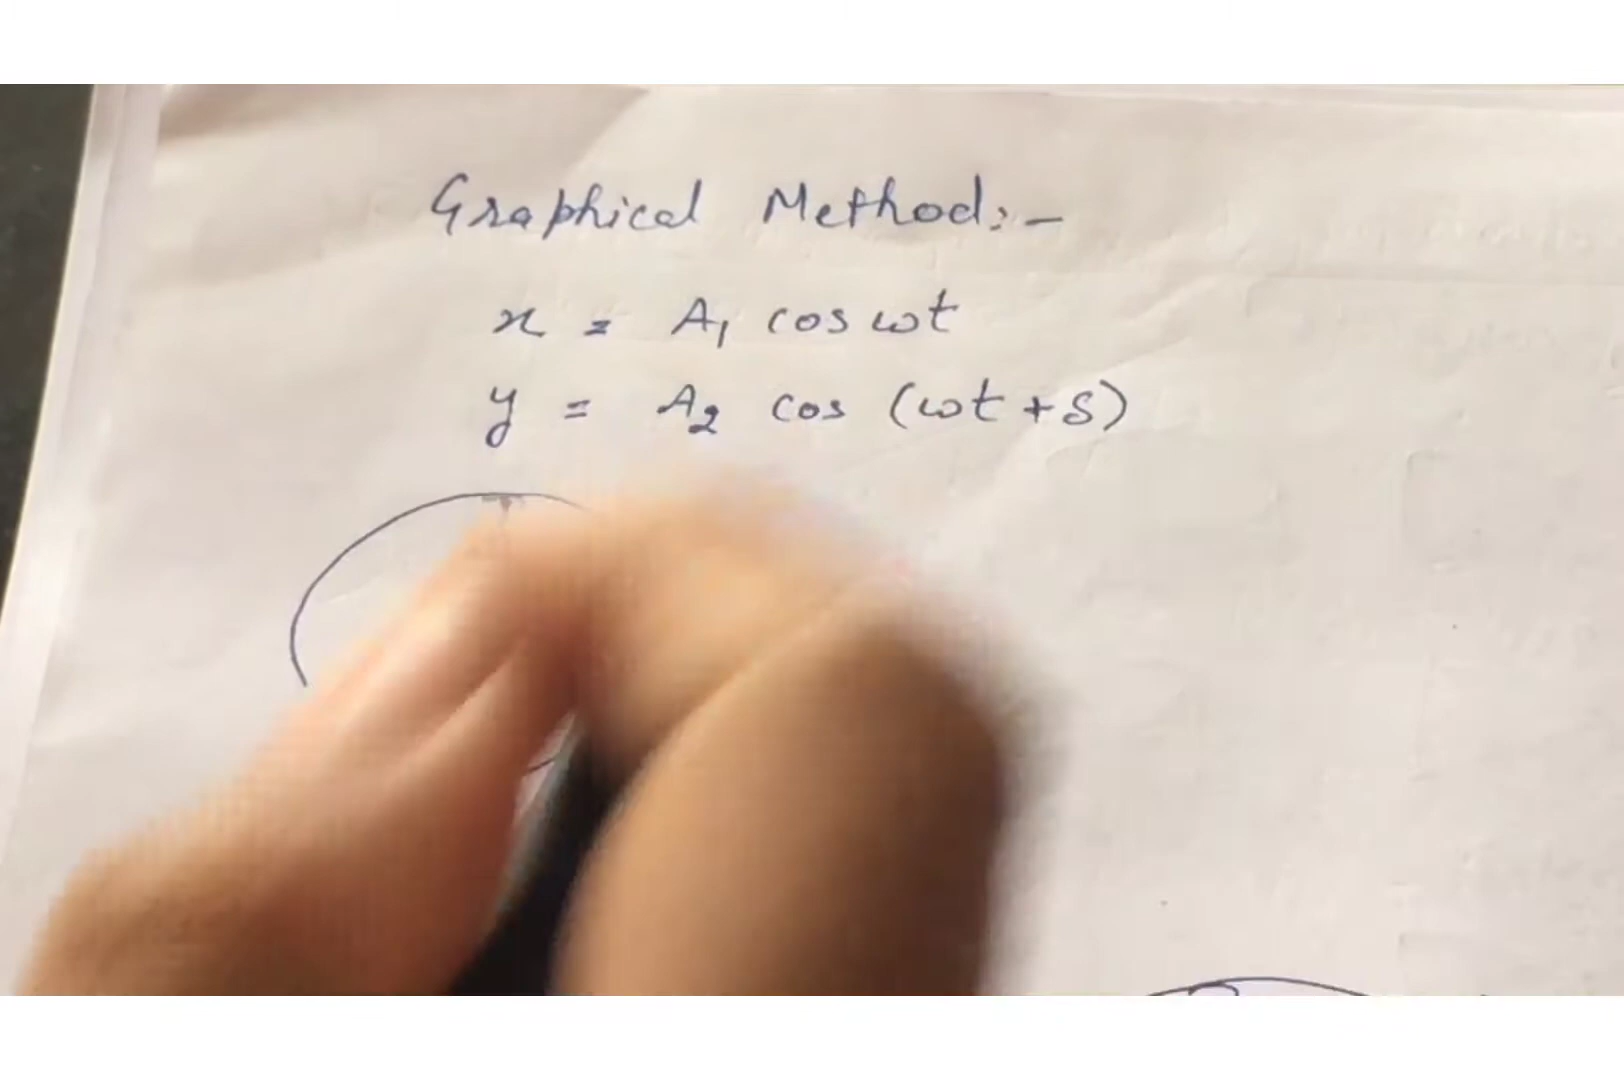 Graphical Method:-
x = A₁ cos ωt
y = A₂ cos (ωt + δ)